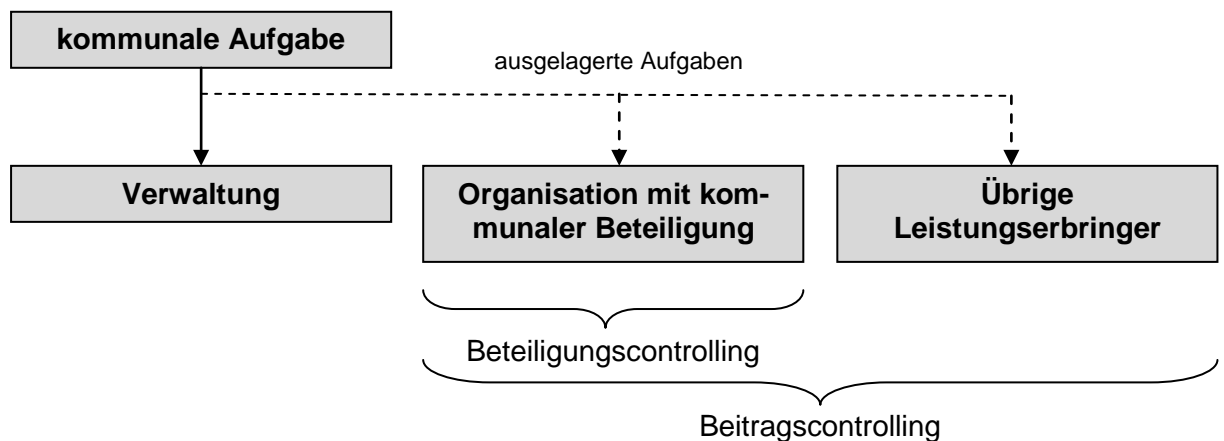 kommunale Aufgabe
ausgelagerte Aufgaben
Verwaltung
Organisation mit kom-
munaler Beteiligung
Übrige
Leistungserbringer
Beteiligungscontrolling
Beitragscontrolling